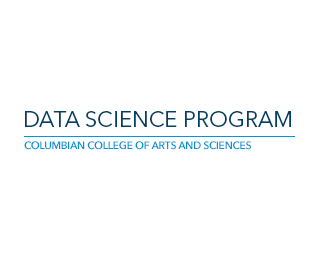 DATA SCIENCE PROGRAM
COLUMBIAN COLLEGE OF ARTS AND SCIENCES